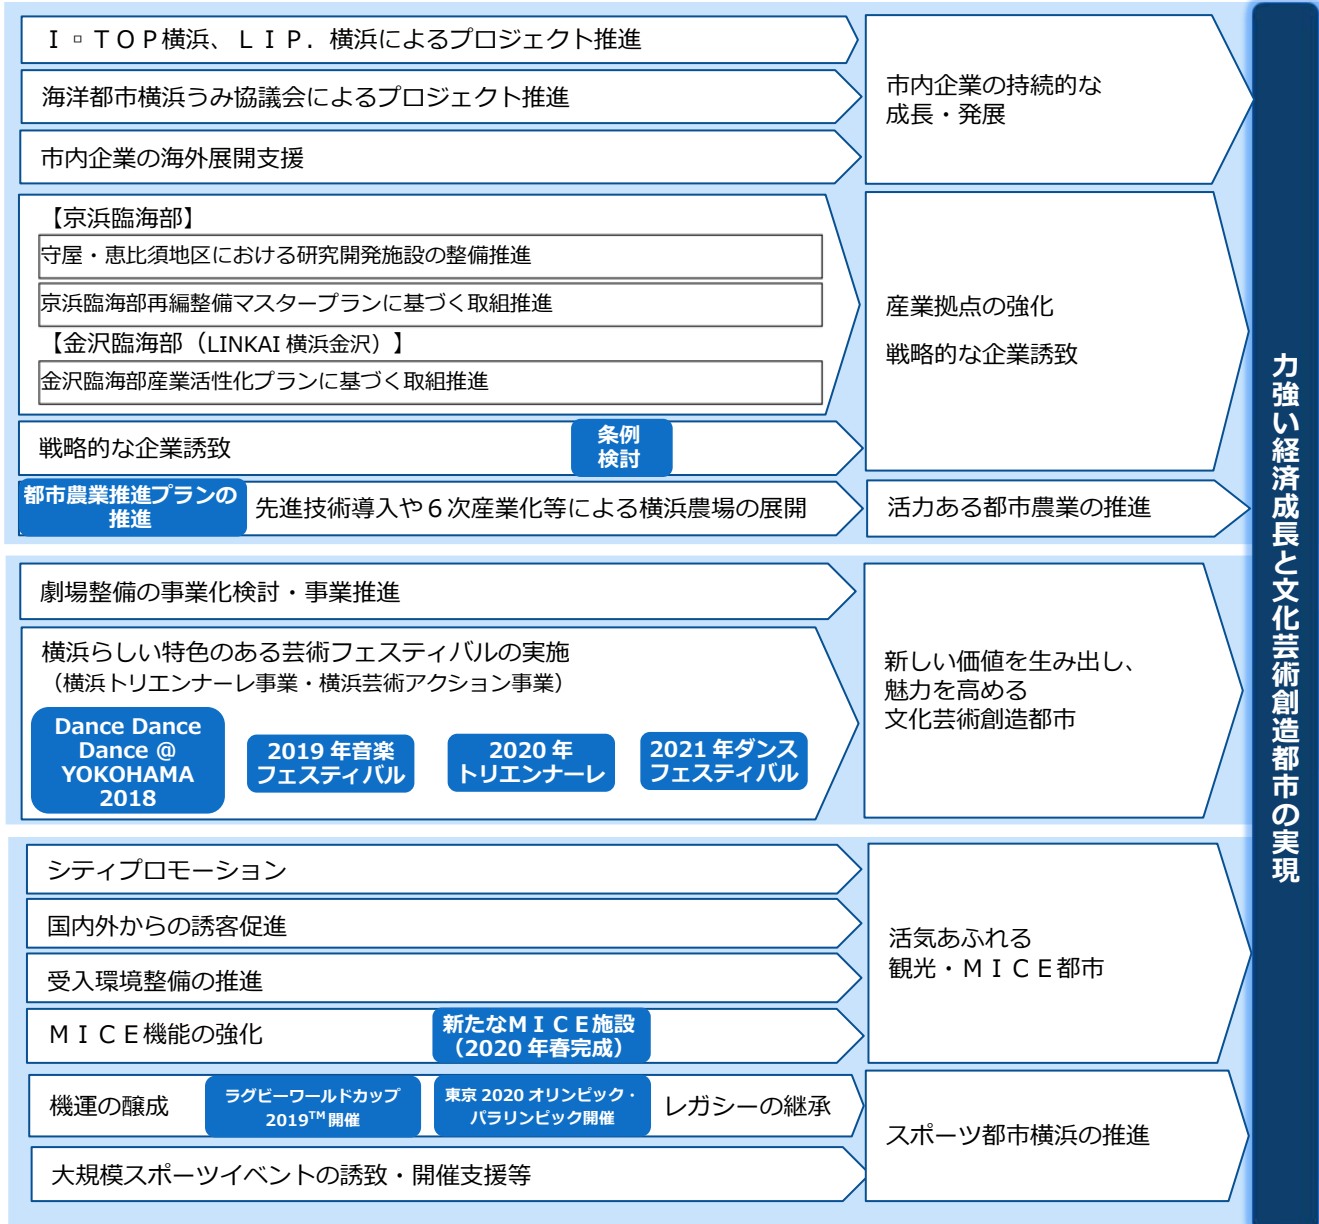 Ｉ▫ＴＯＰ横浜、ＬＩＰ．横浜によるプロジェクト推進
海洋都市横浜うみ協議会によるプロジェクト推進
市内企業の海外展開支援
市内企業の持続的な
成長・発展
【京浜臨海部】
守屋・恵比須地区における研究開発施設の整備推進
京浜臨海部再編整備マスタープランに基づく取組推進
【金沢臨海部（LINKAI 横浜金沢）】
金沢臨海部産業活性化プランに基づく取組推進
戦略的な企業誘致
条例
検討
産業拠点の強化
戦略的な企業誘致
都市農業推進プランの
推進
先進技術導入や６次産業化等による横浜農場の展開
活力ある都市農業の推進
劇場整備の事業化検討・事業推進
横浜らしい特色のある芸術フェスティバルの実施
（横浜トリエンナーレ事業・横浜芸術アクション事業）
Dance Dance
Dance @
YOKOHAMA
2018
2019 年音楽
フェスティバル
2020 年
トリエンナーレ
2021 年ダンス
フェスティバル
新しい価値を生み出し、
魅力を高める
文化芸術創造都市
シティプロモーション
国内外からの誘客促進
受入環境整備の推進
ＭＩＣＥ機能の強化
新たなＭＩＣＥ施設
（2020 年春完成）
活気あふれる
観光・ＭＩＣＥ都市
機運の醸成
ラグビーワールドカップ
2019™ 開催
東京 2020 オリンピック・
パラリンピック開催
レガシーの継承
大規模スポーツイベントの誘致・開催支援等
スポーツ都市横浜の推進
力強い経済成長と文化芸術創造都市の実現